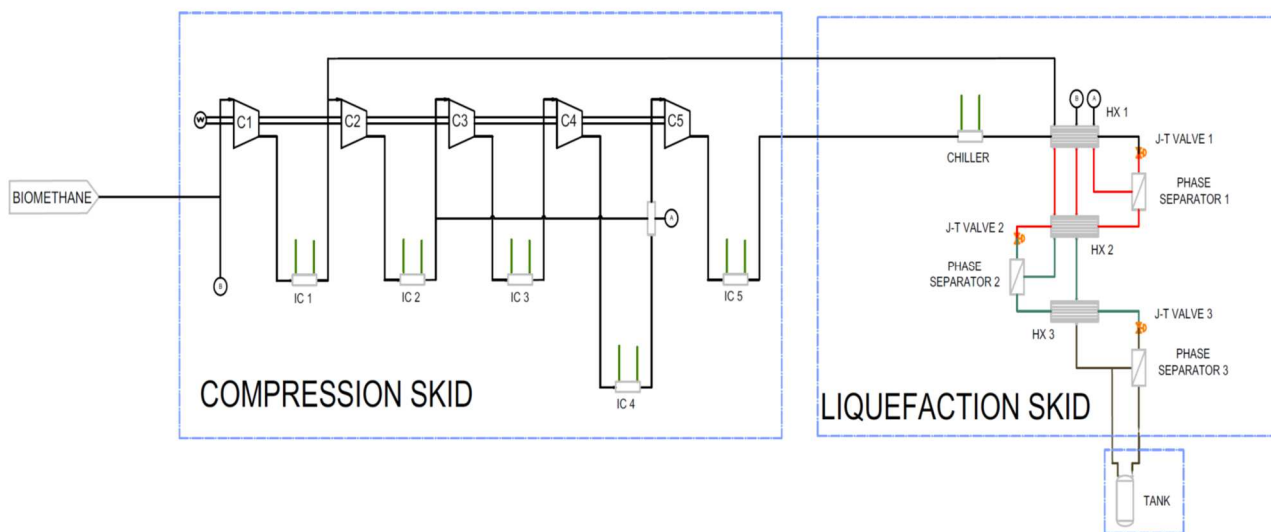 BIOMETHANE
W
C1
C2
C3
C4
C5
B
IC 1
IC 2
IC 3
IC 4
IC 5
A
COMPRESSION SKID
CHILLER
B
A
HX 1
J-T VALVE 1
PHASE
SEPARATOR 1
J-T VALVE 2
HX 2
PHASE
SEPARATOR 2
HX 3
J-T VALVE 3
PHASE
SEPARATOR 3
LIQUEFACTION SKID
TANK